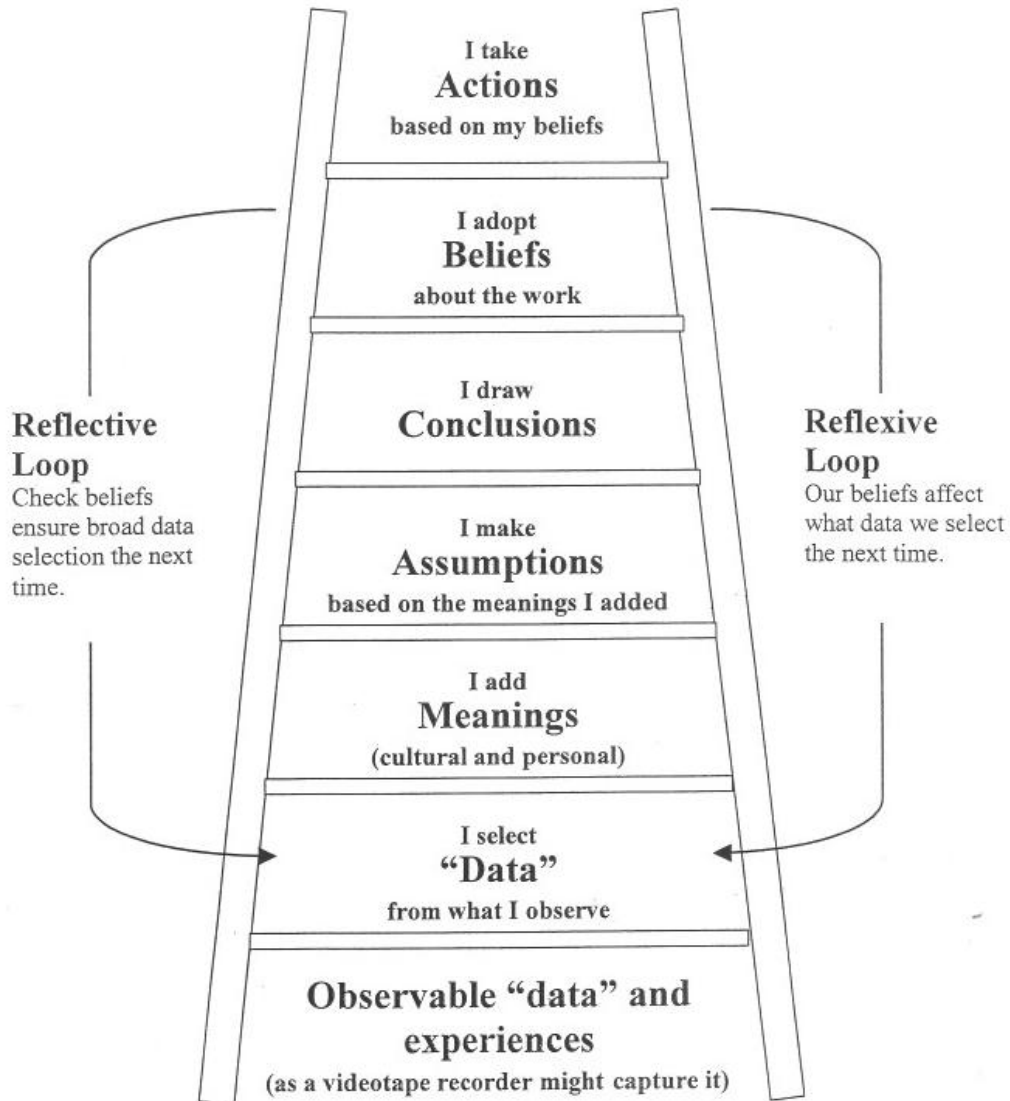 I take
Actions
based on my beliefs
I adopt
Beliefs
about the work
I draw
Conclusions
Reflective
Loop
Check beliefs
ensure broad data
selection the next
time.
Reflexive
Loop
Our beliefs affect
what data we select
the next time.
I make
Assumptions
based on the meanings I added
I add
Meanings
(cultural and personal)
I select
“Data”
from what I observe
Observable “data” and
experiences
(as a videotape recorder might capture it)